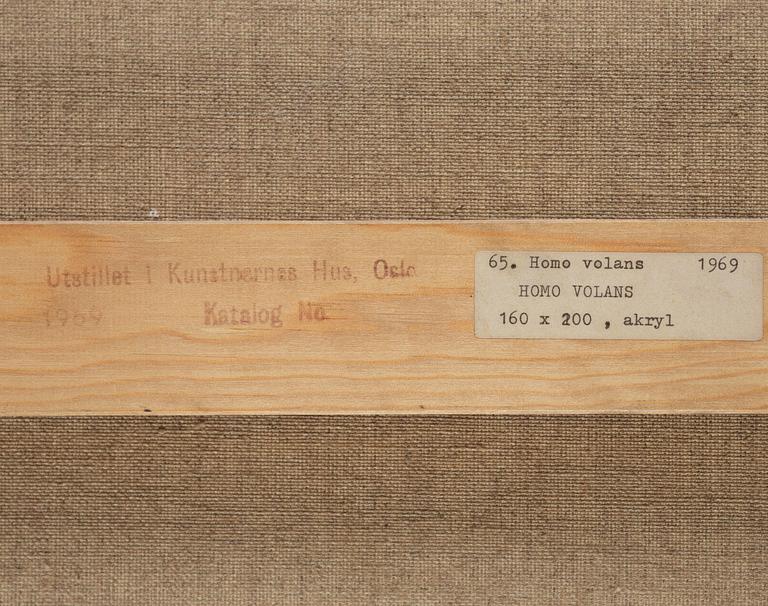 Utstillet i Kunstnernes Hus, Oslo
1969 Katalog No
65. Homo volans 1969
HOMO VOLANS
160 x 200 , akryl